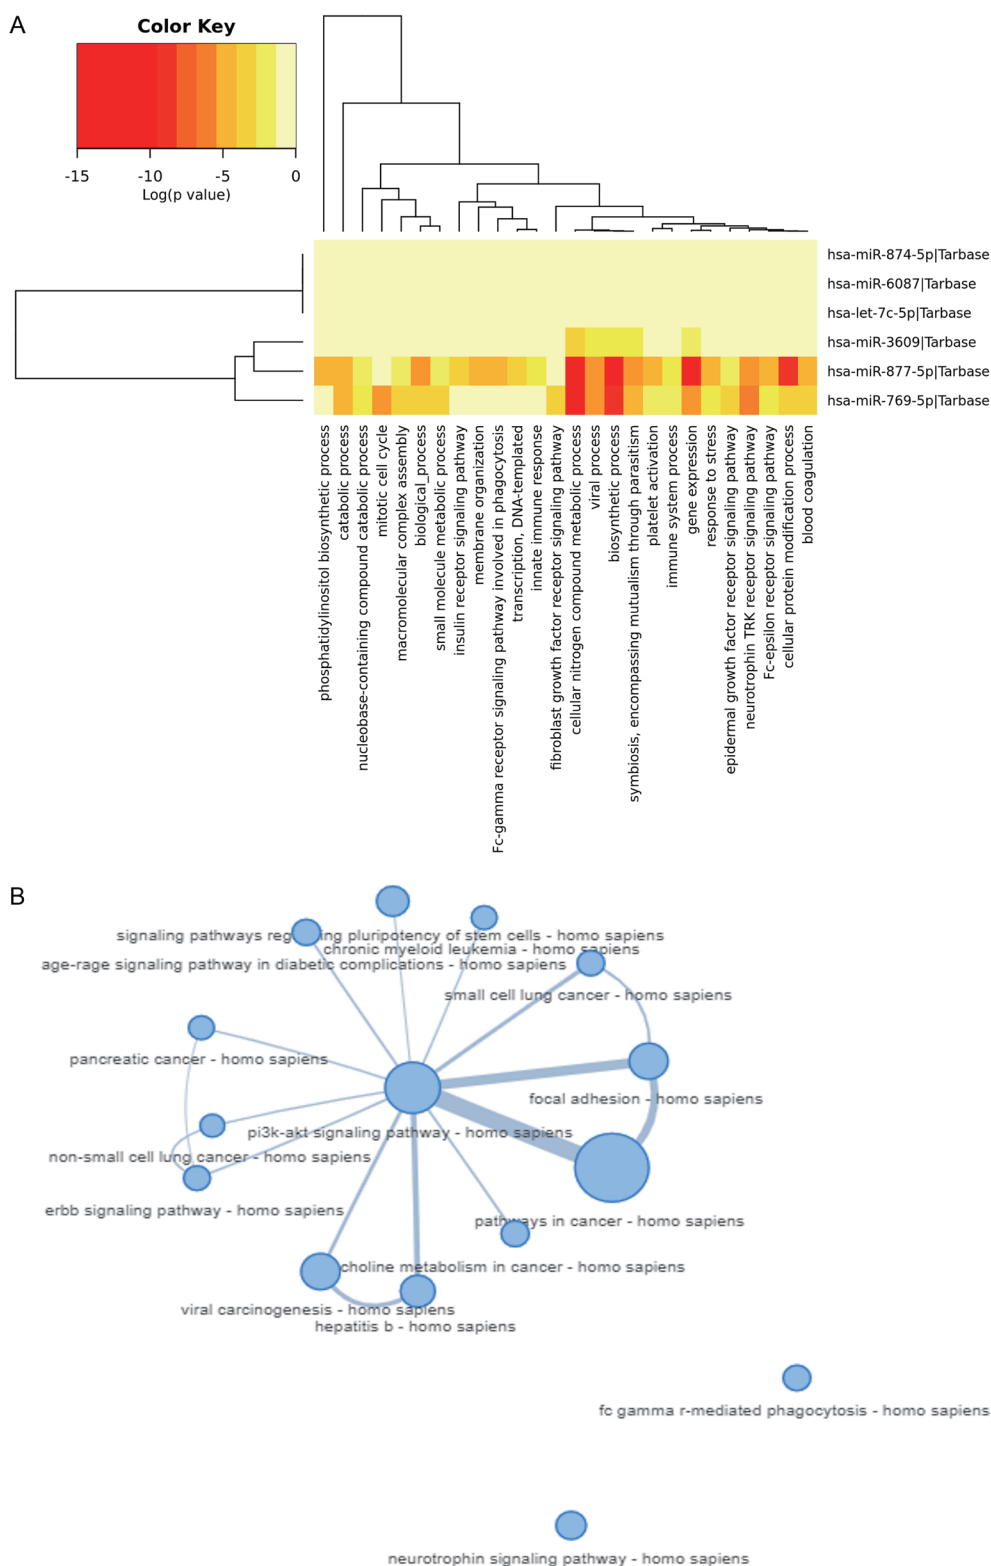 A
Color Key
-15 -10 -5 0
Log(p value)
hsa-miR-874-5p|Tarbase
hsa-miR-6087|Tarbase
hsa-let-7c-5p|Tarbase
hsa-miR-3609|Tarbase
hsa-miR-877-5p|Tarbase
hsa-miR-769-5p|Tarbase
phosphatidylinositol biosynthetic process
catabolic process
nucleobase-containing compound catabolic process
mitotic cell cycle
macromolecular complex assembly
biological_process
small molecule metabolic process
insulin receptor signaling pathway
membrane organization
Fc-gamma receptor signaling pathway involved in phagocytosis
transcription, DNA-templated
innate immune response
fibroblast growth factor receptor signaling pathway
cellular nitrogen compound metabolic process
viral process
biosynthetic process
symbiosis, encompassing mutualism through parasitism
platelet activation
immune system process
gene expression
response to stress
epidermal growth factor receptor signaling pathway
neurotrophin TRK receptor signaling pathway
Fc-epsilon receptor signaling pathway
cellular protein modification process
blood coagulation
B
signaling pathways regulating pluripotency of stem cells - homo sapiens
chronic myeloid leukemia - homo sapiens
age-rage signaling pathway in diabetic complications - homo sapiens
small cell lung cancer - homo sapiens
pancreatic cancer - homo sapiens
focal adhesion - homo sapiens
pi3k-akt signaling pathway - homo sapiens
non-small cell lung cancer - homo sapiens
erbb signaling pathway - homo sapiens
pathways in cancer - homo sapiens
choline metabolism in cancer - homo sapiens
viral carcinogenesis - homo sapiens
hepatitis b - homo sapiens
fc gamma r-mediated phagocytosis - homo sapiens
neurotrophin signaling pathway - homo sapiens